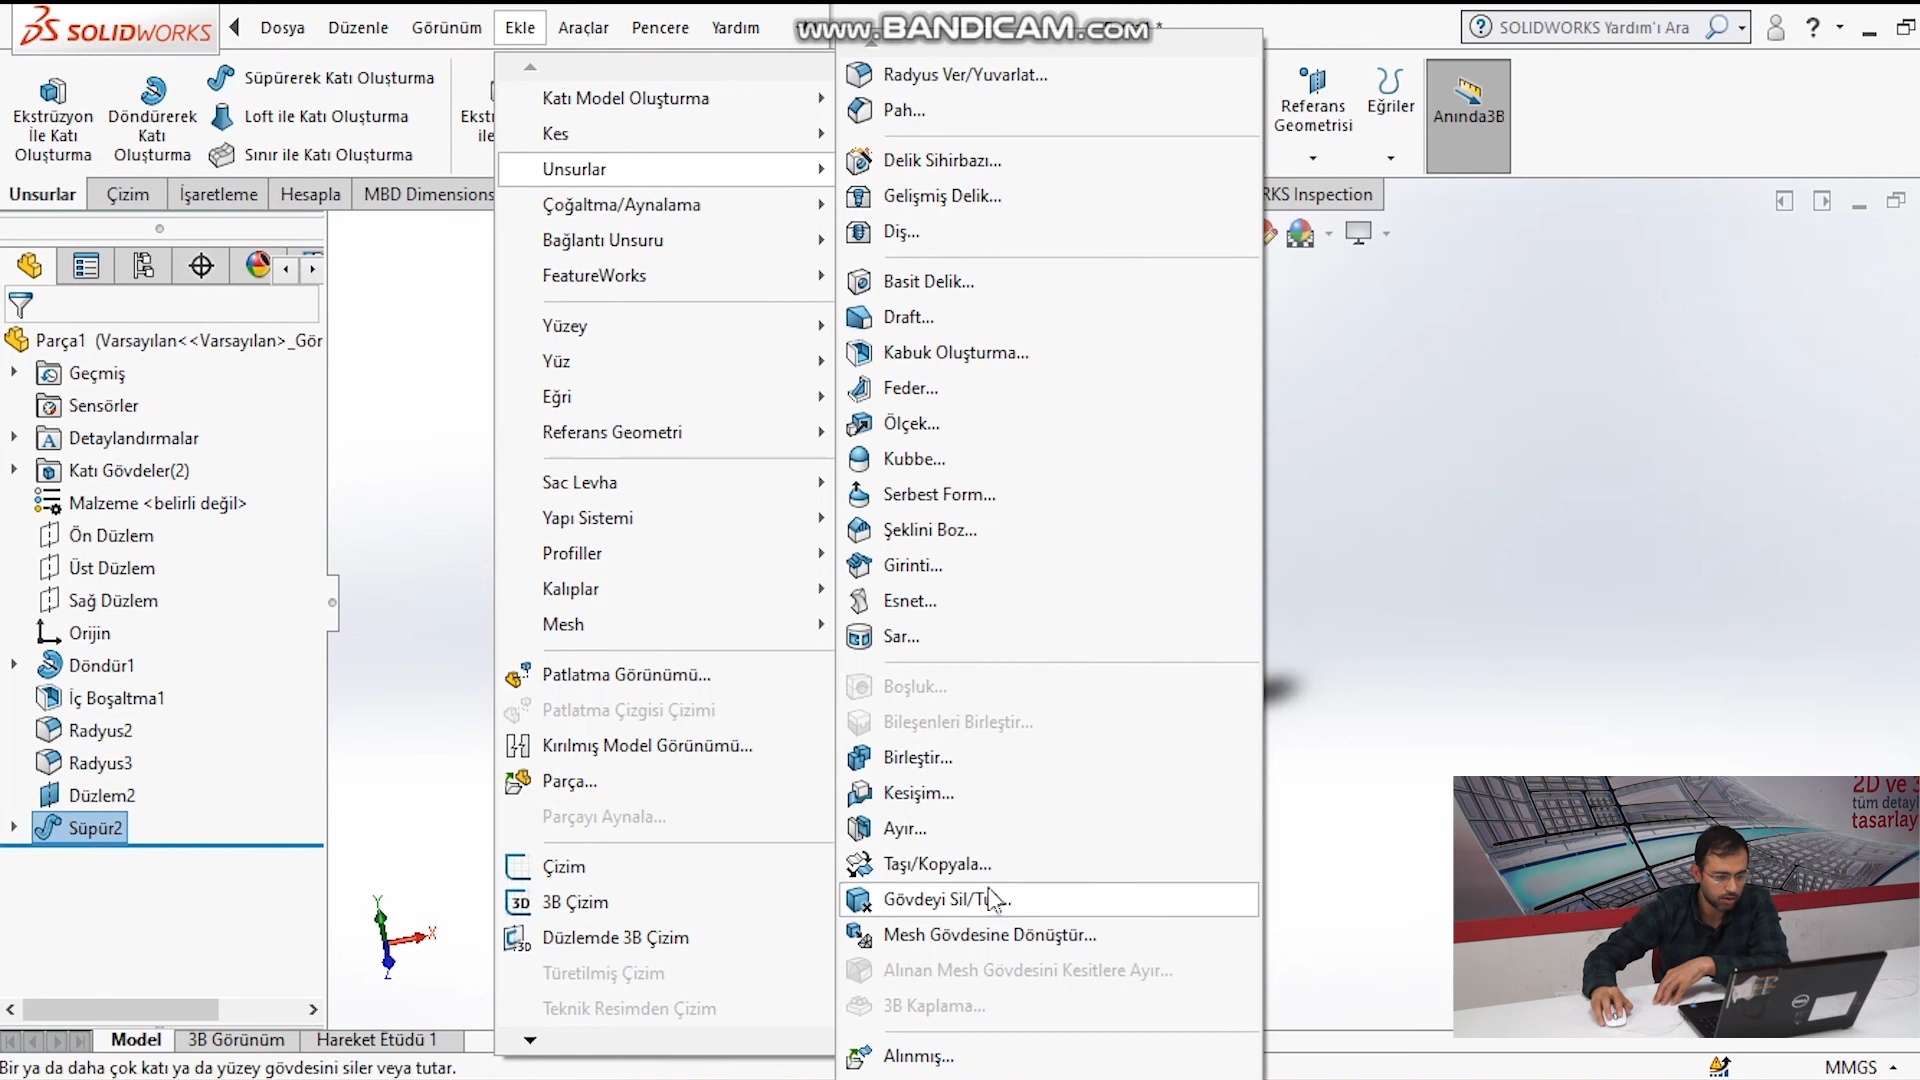 SOLIDWORKS
Dosya
Düzenle
Görünüm
Ekle
Araçlar
Pencere
Yardım
www.BANDICAM.com
SOLIDWORKS Yardım'ı Ara
Ekstrüzyon
İle Katı
Oluşturma
Döndürerek
Katı
Oluşturma
Süpürerek Katı Oluşturma
Loft ile Katı Oluşturma
Sınır ile Katı Oluşturma
Ekstr
ile
Referans
Geometrisi
Eğriler
Anında3B
Unsurlar
Çizim
İşaretleme
Hesapla
MBD Dimensions
RKS Inspection
Parça1 (Varsayılan<<Varsayılan>_Gör
Geçmiş
Sensörler
Detaylandırmalar
Katı Gövdeler(2)
Malzeme <belirli değil>
Ön Düzlem
Üst Düzlem
Sağ Düzlem
Orijin
Döndür1
İç Boşaltma1
Radyus2
Radyus3
Düzlem2
Süpür2
Katı Model Oluşturma
Kes
Unsurlar
Çoğaltma/Aynalama
Bağlantı Unsuru
FeatureWorks
Yüzey
Yüz
Eğri
Referans Geometri
Sac Levha
Yapı Sistemi
Profiller
Kalıplar
Mesh
Patlatma Görünümü...
Patlatma Çizgisi Çizimi
Kırılmış Model Görünümü...
Parça...
Parçayı Aynala...
Çizim
3D 3B Çizim
Düzlemde 3B Çizim
Türetilmiş Çizim
Teknik Resimden Çizim
Radyus Ver/Yuvarlat...
Pah...
Delik Sihirbazı...
Gelişmiş Delik...
Diş...
Basit Delik...
Draft...
Kabuk Oluşturma...
Feder...
Ölçek...
Kubbe...
Serbest Form...
Şeklini Boz...
Girinti...
Esnet...
Sar...
Boşluk...
Bileşenleri Birleştir...
Birleştir...
Kesişim...
Ayır...
Taşı/Kopyala...
Gövdeyi Sil/
Mesh Gövdesine Dönüştür...
Alınan Mesh Gövdesini Kesitlere Ayır...
3B Kaplama...
Alınmış...
Y
X
Z
2D ve
tüm detayl
tasarlay
DELL
Model
3B Görünüm
Hareket Etüdü 1
Bir ya da daha çok katı ya da yüzey gövdesini siler veya tutar.
MMGS